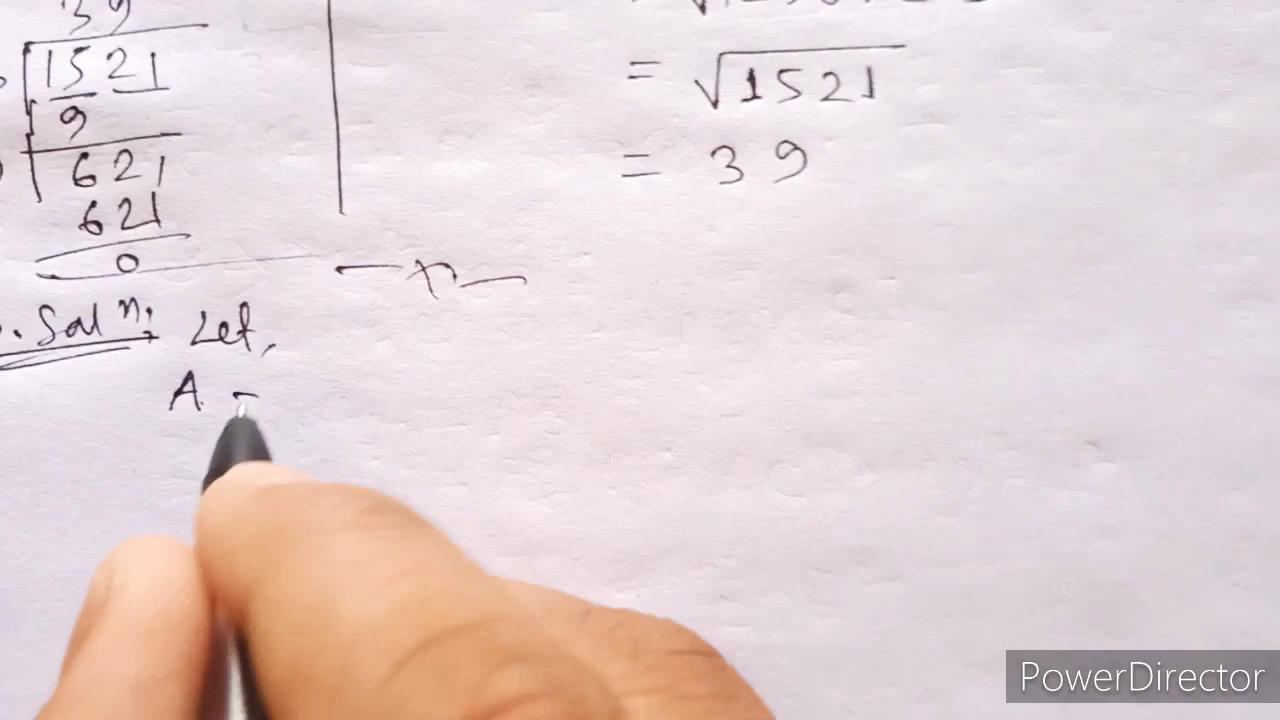 39
1521
9
621
621
0
= √1521
= 39
— x —
. Solⁿ: Let,
A -
PowerDirector